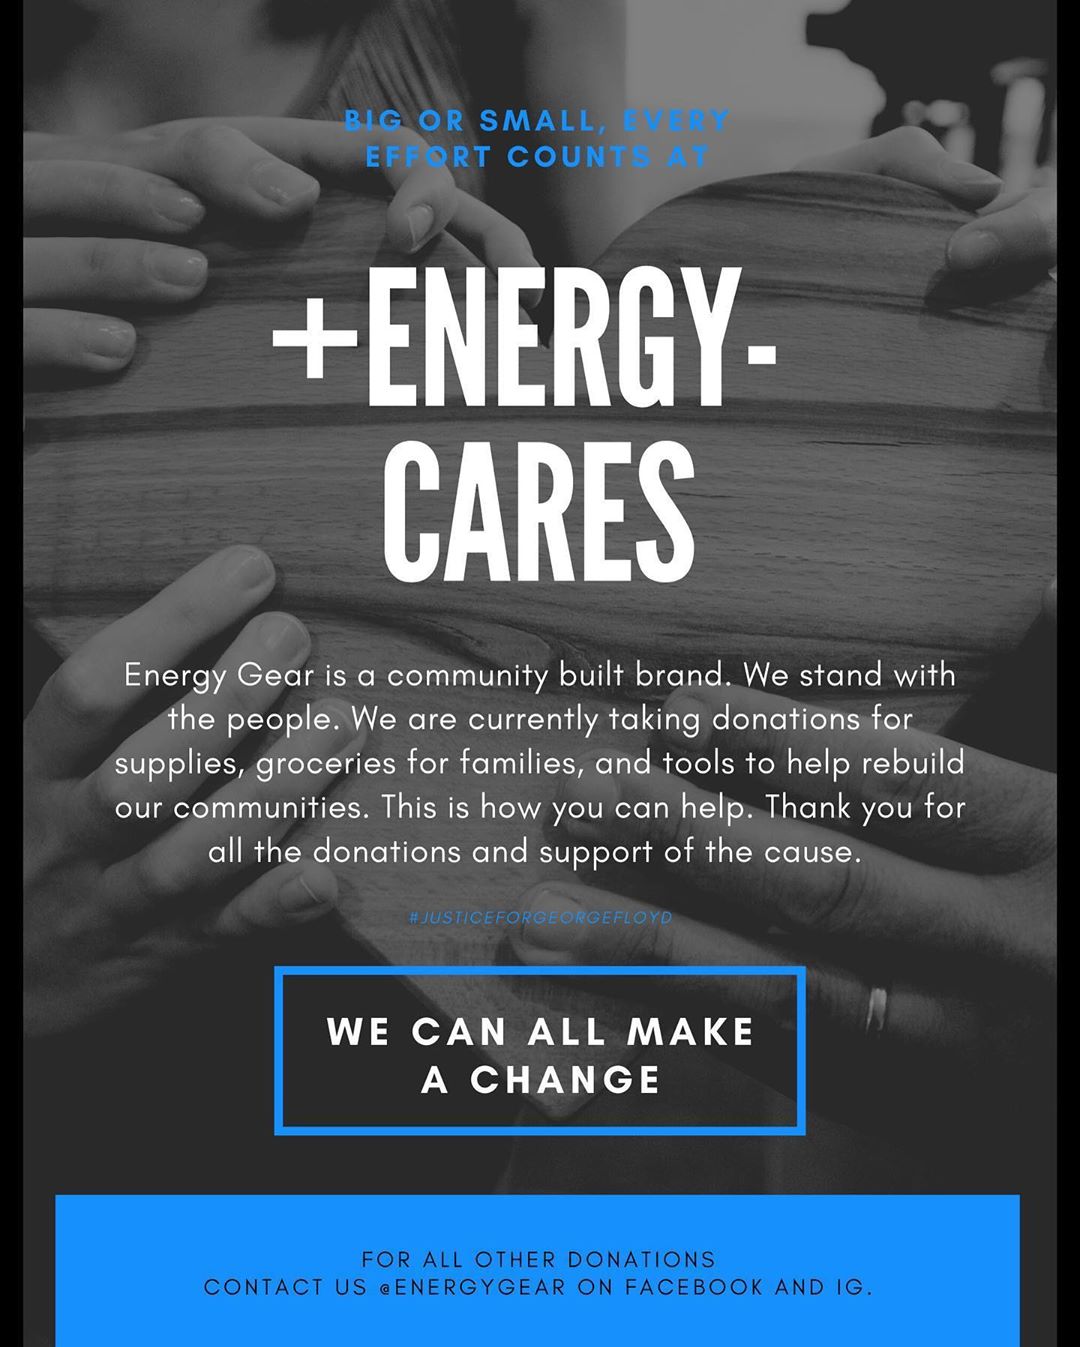 BIG OR SMALL, EVERY
EFFORT COUNTS AT
+ENERGY-
CARES
Energy Gear is a community built brand. We stand with
the people. We are currently taking donations for
supplies, groceries for families, and tools to help rebuild
our communities. This is how you can help. Thank you for
all the donations and support of the cause.
#JUSTICEFORGEORGEFLOYD
WE CAN ALL MAKE
A CHANGE
FOR ALL OTHER DONATIONS
CONTACT US @ENERGYGEAR ON FACEBOOK AND IG.